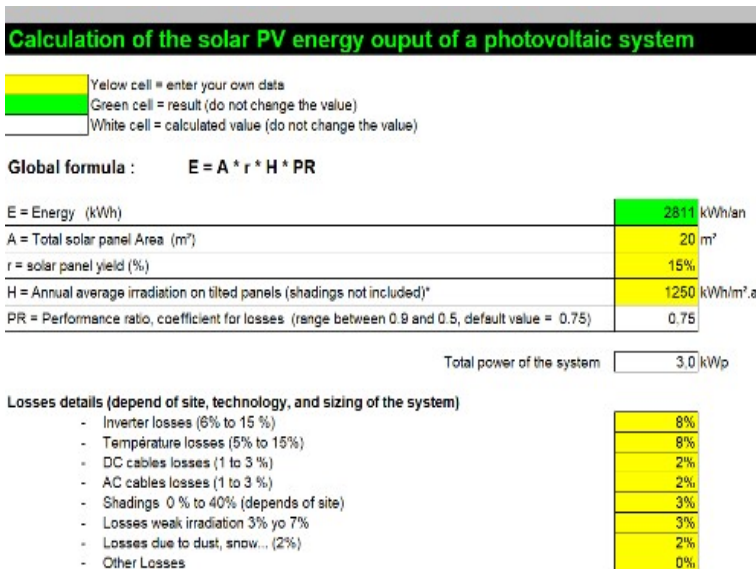 Calculation of the solar PV energy ouput of a photovoltaic system
Yelow cell = enter your own data
Green cell = result (do not change the value)
White cell = calculated value (do not change the value)
Global formula : E = A * r * H * PR
E = Energy (kWh) 2811 kWh/an
A = Total solar panel Area (m²) 20 m²
r = solar panel yield (%) 15%
H = Annual average irradiation on tilted panels (shadings not included)* 1250 kWh/m².a
PR = Performance ratio, coefficient for losses (range between 0.9 and 0.5, default value = 0.75) 0,75
Total power of the system 3,0 kWp
Losses details (depend of site, technology, and sizing of the system)
- Inverter losses (6% to 15 %) 8%
- Température losses (5% to 15%) 8%
- DC cables losses (1 to 3 %) 2%
- AC cables losses (1 to 3 %) 2%
- Shadings 0 % to 40% (depends of site) 3%
- Losses weak irradiation 3% yo 7% 3%
- Losses due to dust, snow... (2%) 2%
- Other Losses 0%